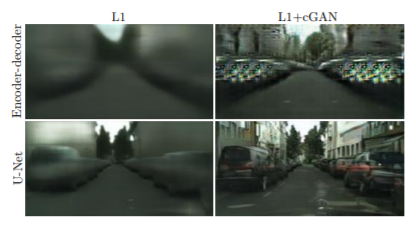 L1
L1+cGAN
Encoder-decoder
U-Net